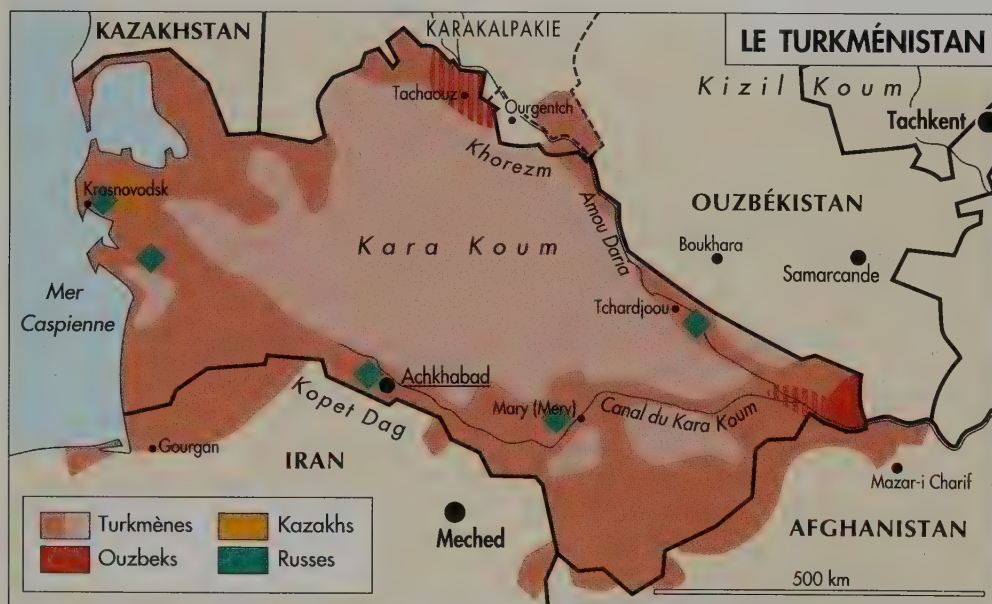 KAZAKHSTAN
KARAKALPAKIE
LE TURKMÉNISTAN
Kizil Koum
Tachaouz
Ourgentch
Tachkent
Khorezm
Krasnovodsk
Amou Daria
OUZBÉKISTAN
Kara Koum
Boukhara
Samarcande
Mer
Caspienne
Tchardjoou
Achkhabad
Kopet Dag
Mary (Merv)
Canal du Kara Koum
Gourgan
IRAN
Mazar-i Charif
Meched
AFGHANISTAN
Turkmènes
Kazakhs
Ouzbeks
Russes
500 km